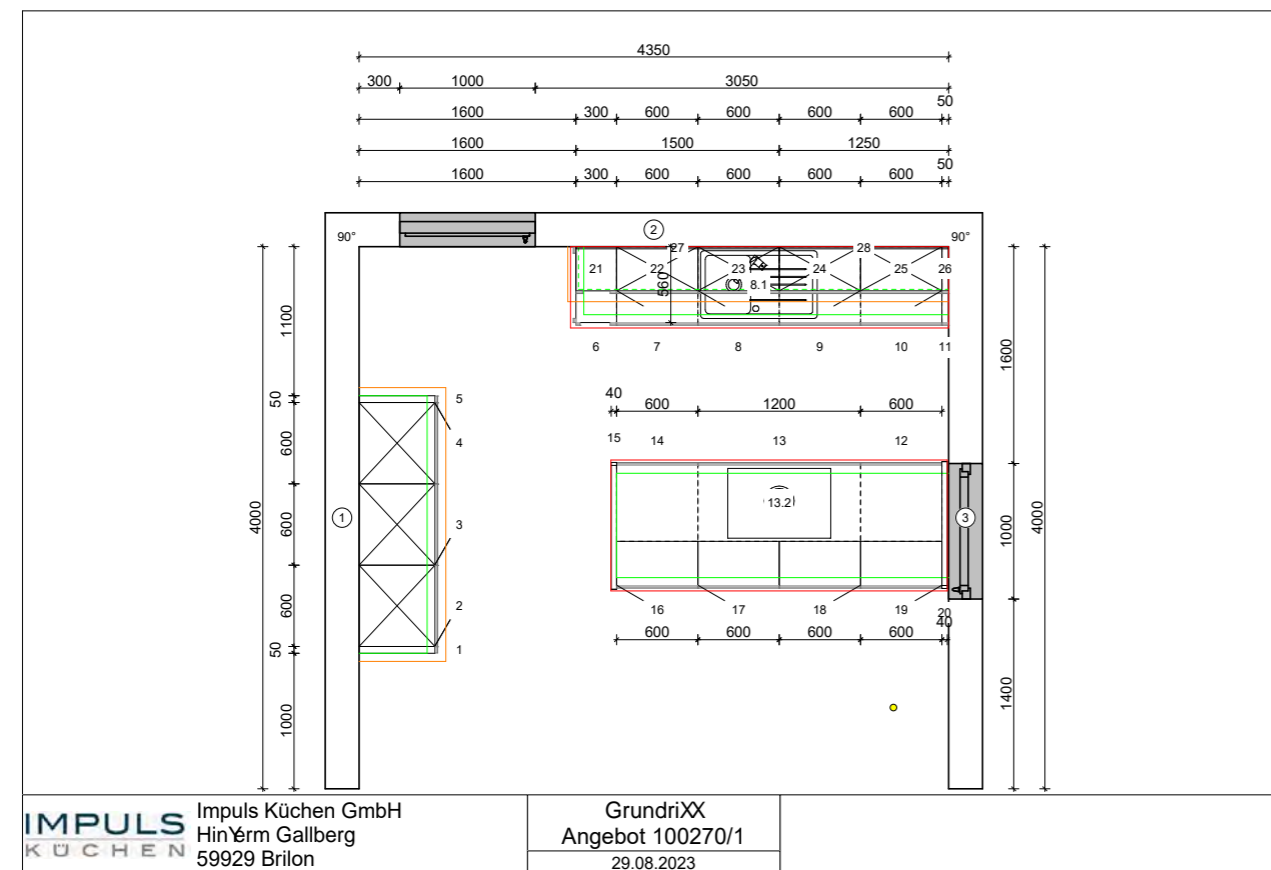 4350
300 1000 3050
50
1600 300 600 600 600 600
1600 1500 1250
50
1600 300 600 600 600 600
90° 2 90°
27 28
21 22 23 24 25 26
560 8.1
1100
1600
6 7 8 9 10 11
50
5
40
600 1200 600
600
4
15 14 13 12
4000
1
600
3
13.2
3
1000
4000
600
2
16 17 18 19 20
40
600 600 600 600
50
1
1000
1400
IMPULS
KÜCHEN
Impuls Küchen GmbH
HinÝerm Gallberg
59929 Brilon
GrundriXX
Angebot 100270/1
29.08.2023